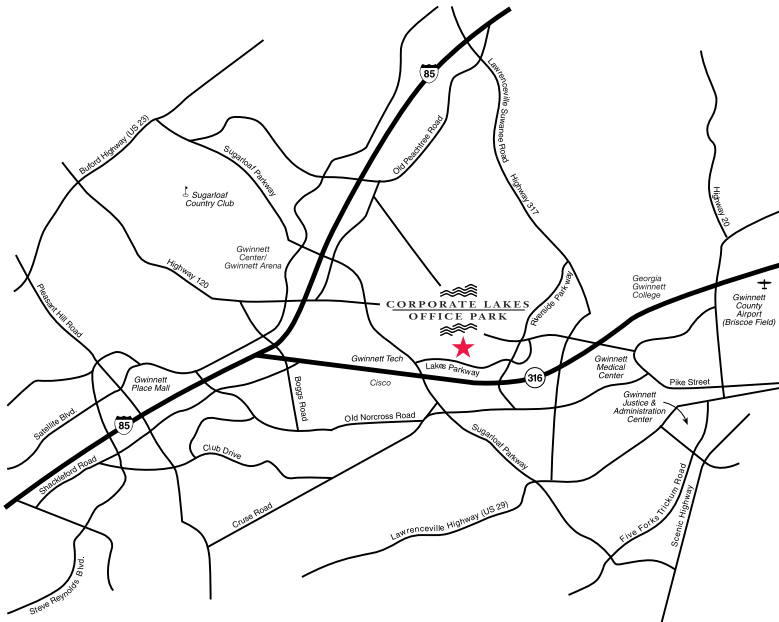 85
Lawrenceville Suwanee Road
Old Peachtree Road
Buford Highway (US 23)
Sugarloaf Parkway
Sugarloaf
Country Club
Highway 317
Highway 20
Gwinnett
Center/
Gwinnett Arena
Highway 120
Georgia
Gwinnett
College
Pleasant Hill Road
CORPORATE LAKES
OFFICE PARK
Riverside Parkway
Gwinnett
County
Airport
(Briscoe Field)
Gwinnett Tech
Lakes Parkway
Cisco
316
Gwinnett
Medical
Center
Pike Street
Gwinnett
Place Mall
Boggs Road
Gwinnett
Justice &
Administration
Center
Satellite Blvd.
85
Old Norcross Road
Sugarloaf Parkway
Club Drive
Shackleford Road
Cruse Road
Lawrenceville Highway (US 29)
Five Forks Trickum Road
Scenic Highway
Steve Reynold's Blvd.